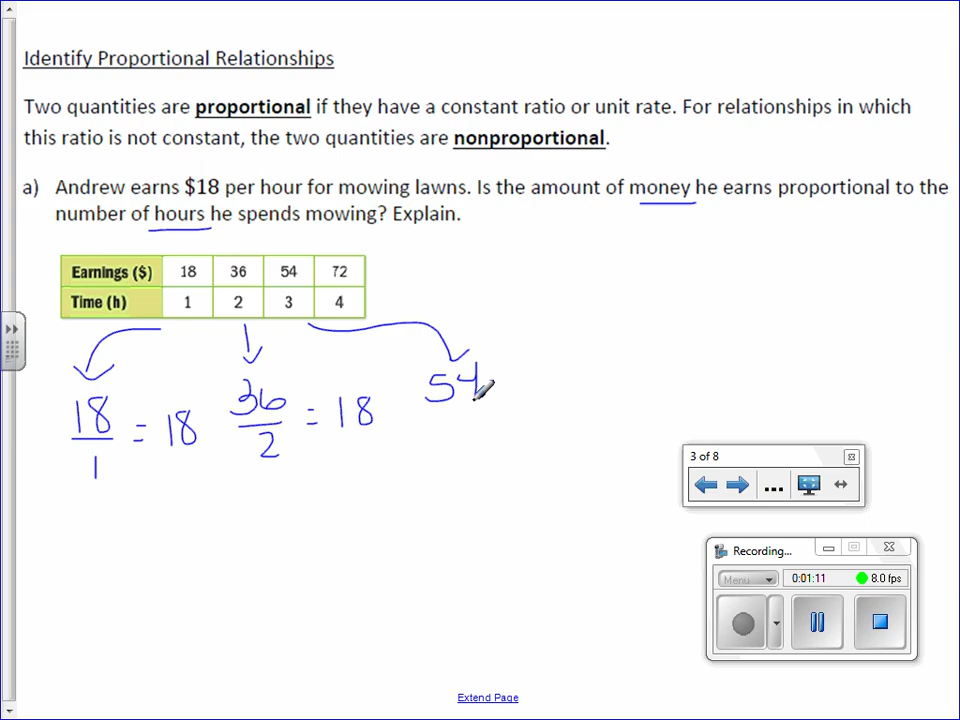 Identify Proportional Relationships
Two quantities are proportional if they have a constant ratio or unit rate. For relationships in which
this ratio is not constant, the two quantities are nonproportional.
a) Andrew earns $18 per hour for mowing lawns. Is the amount of money he earns proportional to the
number of hours he spends mowing? Explain.
Earnings ($) 18 36 54 72
Time (h) 1 2 3 4
18/1 = 18 36/2 = 18 54
3 of 8
...
Recording...
Menu 0:01:11 8.0 fps
Extend Page